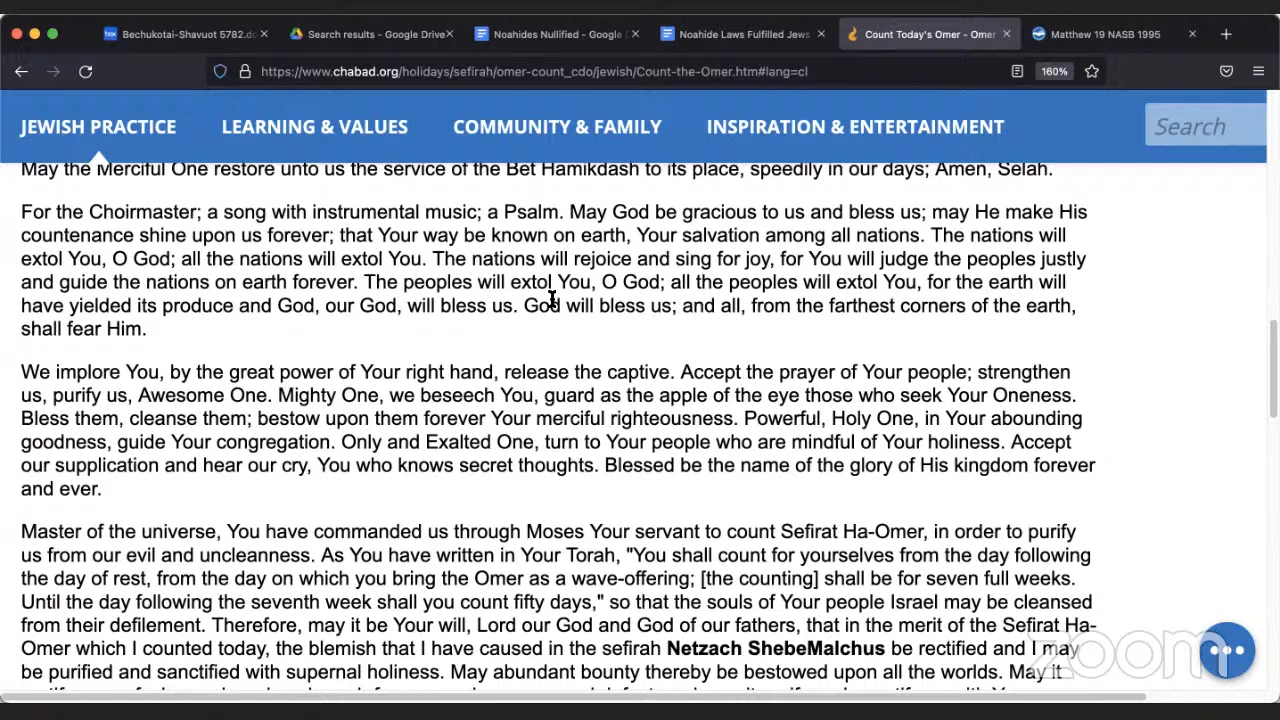 Bechukotai-Shavuot 5782.do
Search results - Google Drive
Noahides Nullified - Google
Noahide Laws Fulfilled Jews
Count Today's Omer - Omer
Matthew 19 NASB 1995
https://www.chabad.org/holidays/sefirah/omer-count_cdo/jewish/Count-the-Omer.htm#lang=cl
160%
JEWISH PRACTICE
LEARNING & VALUES
COMMUNITY & FAMILY
INSPIRATION & ENTERTAINMENT
Search
May the Merciful One restore unto us the service of the Bet Hamikdash to its place, speedily in our days; Amen, Selah.
For the Choirmaster; a song with instrumental music; a Psalm. May God be gracious to us and bless us; may He make His
countenance shine upon us forever; that Your way be known on earth, Your salvation among all nations. The nations will
extol You, O God; all the nations will extol You. The nations will rejoice and sing for joy, for You will judge the peoples justly
and guide the nations on earth forever. The peoples will extol You, O God; all the peoples will extol You, for the earth will
have yielded its produce and God, our God, will bless us. God will bless us; and all, from the farthest corners of the earth,
shall fear Him.
We implore You, by the great power of Your right hand, release the captive. Accept the prayer of Your people; strengthen
us, purify us, Awesome One. Mighty One, we beseech You, guard as the apple of the eye those who seek Your Oneness.
Bless them, cleanse them; bestow upon them forever Your merciful righteousness. Powerful, Holy One, in Your abounding
goodness, guide Your congregation. Only and Exalted One, turn to Your people who are mindful of Your holiness. Accept
our supplication and hear our cry, You who knows secret thoughts. Blessed be the name of the glory of His kingdom forever
and ever.
Master of the universe, You have commanded us through Moses Your servant to count Sefirat Ha-Omer, in order to purify
us from our evil and uncleanness. As You have written in Your Torah, "You shall count for yourselves from the day following
the day of rest, from the day on which you bring the Omer as a wave-offering; [the counting] shall be for seven full weeks.
Until the day following the seventh week shall you count fifty days," so that the souls of Your people Israel may be cleansed
from their defilement. Therefore, may it be Your will, Lord our God and God of our fathers, that in the merit of the Sefirat Ha-
Omer which I counted today, the blemish that I have caused in the sefirah Netzach ShebeMalchus be rectified and I may
be purified and sanctified with supernal holiness. May abundant bounty thereby be bestowed upon all the worlds. May it
zoom